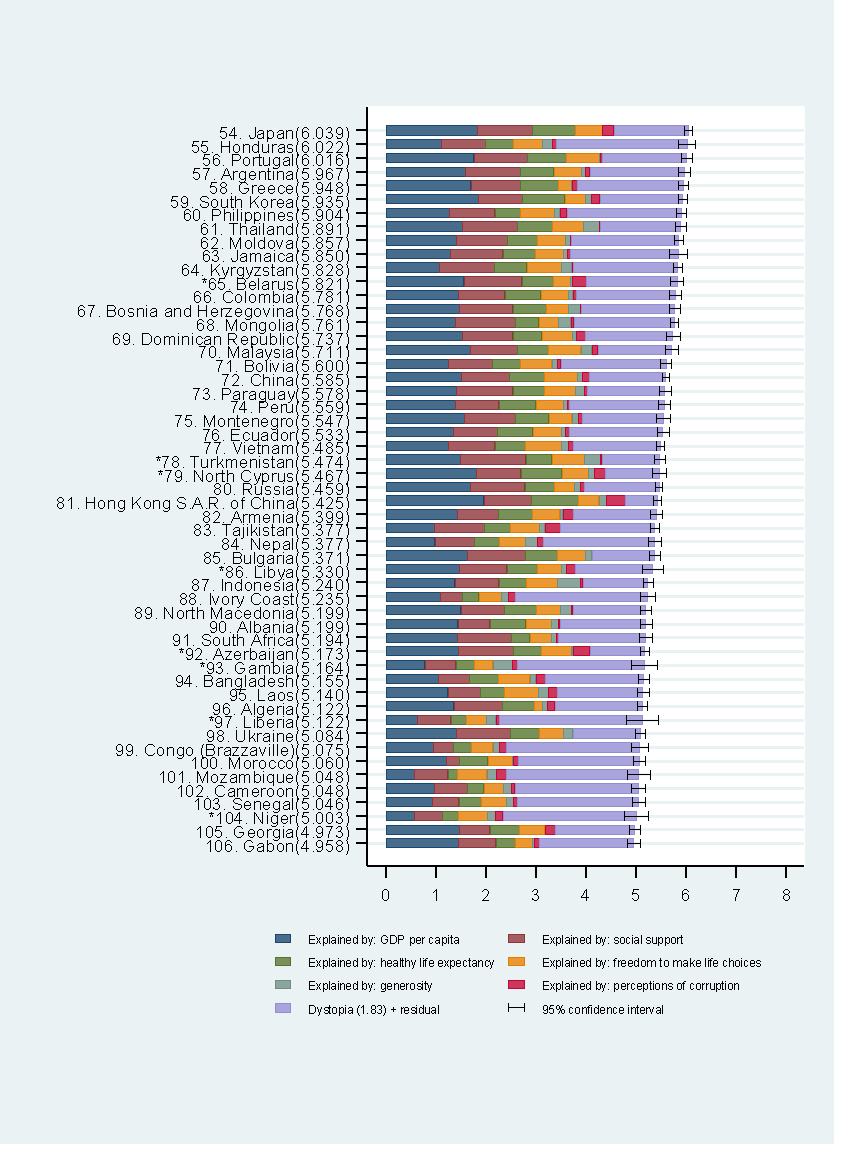 54. Japan(6.039)
55. Honduras(6.022)
56. Portugal(6.016)
57. Argentina(5.967)
58. Greece(5.948)
59. South Korea(5.935)
60. Philippines(5.904)
61. Thailand(5.891)
62. Moldova(5.857)
63. Jamaica(5.850)
64. Kyrgyzstan(5.828)
*65. Belarus(5.821)
66. Colombia(5.781)
67. Bosnia and Herzegovina(5.768)
68. Mongolia(5.761)
69. Dominican Republic(5.737)
70. Malaysia(5.711)
71. Bolivia(5.600)
72. China(5.585)
73. Paraguay(5.578)
74. Peru(5.559)
75. Montenegro(5.547)
76. Ecuador(5.533)
77. Vietnam(5.485)
*78. Turkmenistan(5.474)
*79. North Cyprus(5.467)
80. Russia(5.459)
81. Hong Kong S.A.R. of China(5.425)
82. Armenia(5.399)
83. Tajikistan(5.377)
84. Nepal(5.377)
85. Bulgaria(5.371)
*86. Libya(5.330)
87. Indonesia(5.240)
88. Ivory Coast(5.235)
89. North Macedonia(5.199)
90. Albania(5.199)
91. South Africa(5.194)
*92. Azerbaijan(5.173)
*93. Gambia(5.164)
94. Bangladesh(5.155)
95. Laos(5.140)
96. Algeria(5.122)
*97. Liberia(5.122)
98. Ukraine(5.084)
99. Congo (Brazzaville)(5.075)
100. Morocco(5.060)
101. Mozambique(5.048)
102. Cameroon(5.048)
103. Senegal(5.046)
*104. Niger(5.003)
105. Georgia(4.973)
106. Gabon(4.958)
0 1 2 3 4 5 6 7 8
Explained by: GDP per capita
Explained by: social support
Explained by: healthy life expectancy
Explained by: freedom to make life choices
Explained by: generosity
Explained by: perceptions of corruption
Dystopia (1.83) + residual
95% confidence interval